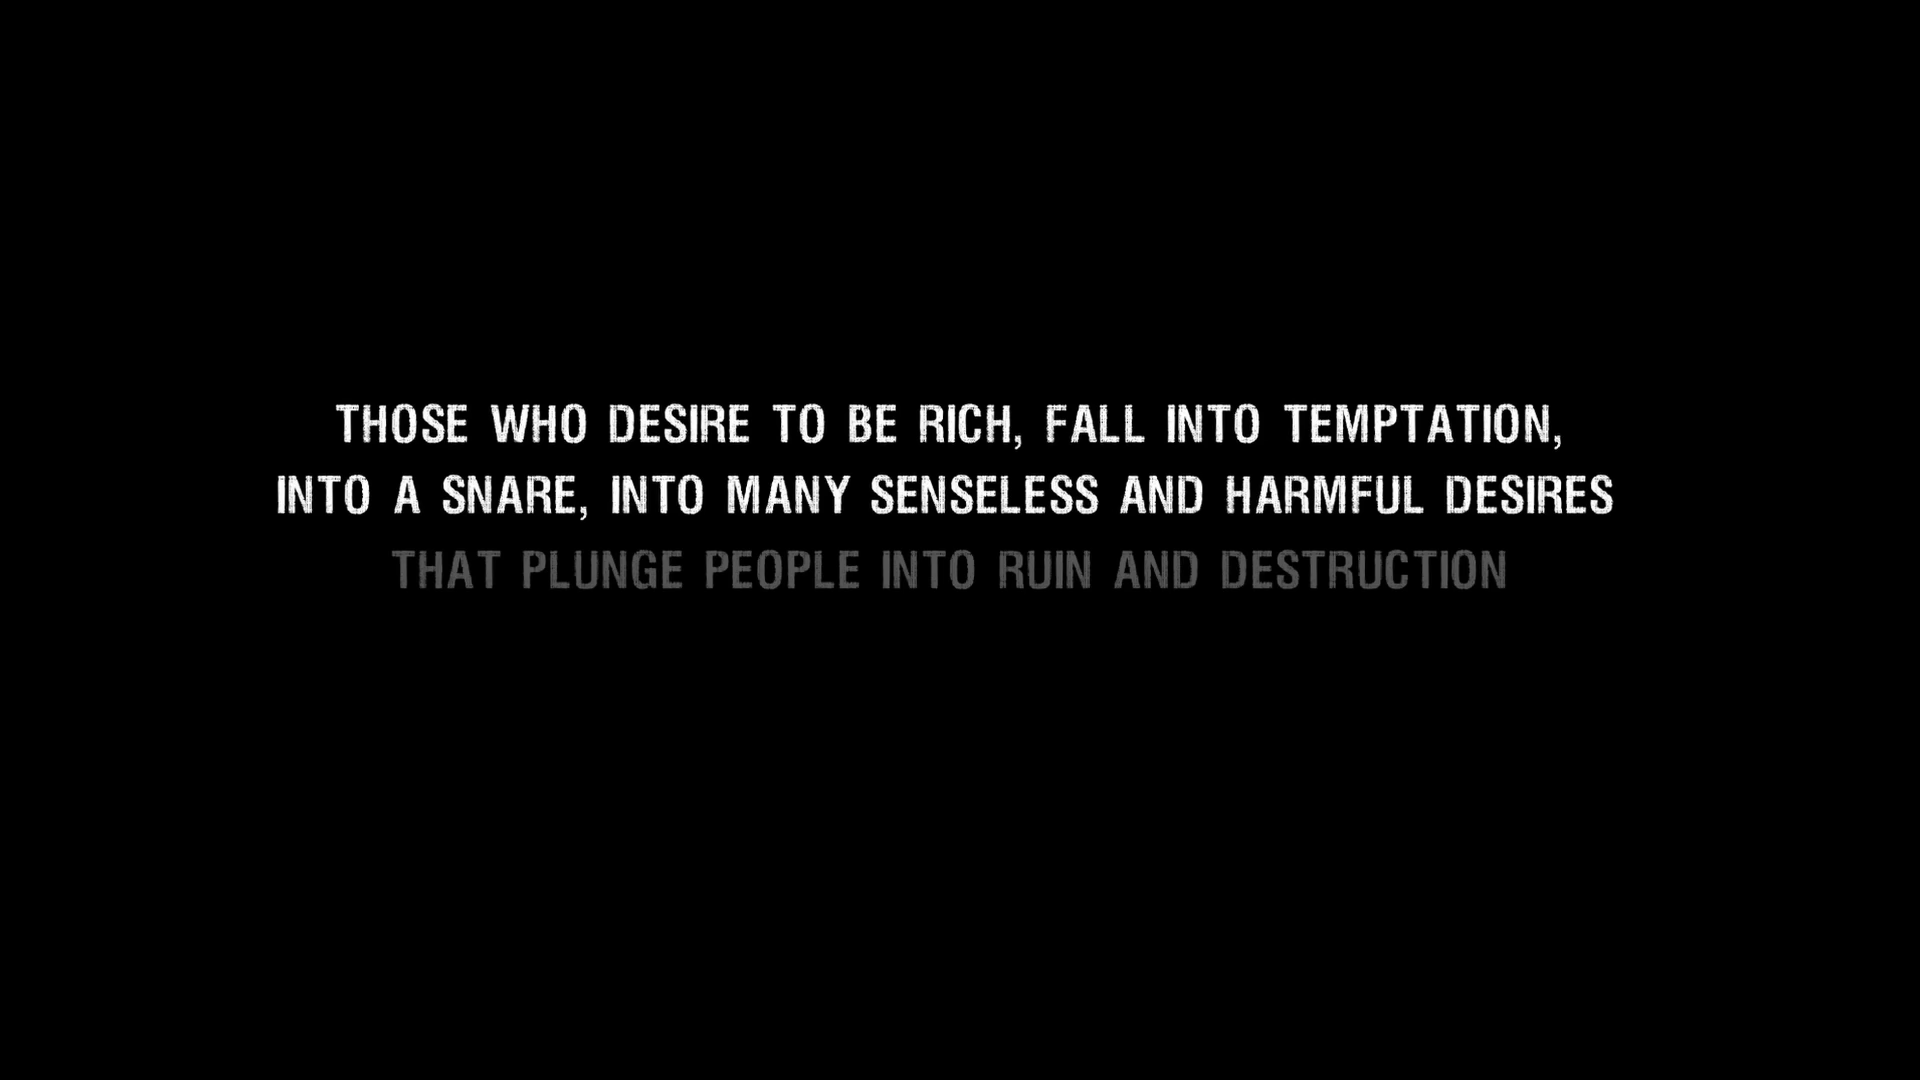 THOSE WHO DESIRE TO BE RICH, FALL INTO TEMPTATION,
INTO A SNARE, INTO MANY SENSELESS AND HARMFUL DESIRES
THAT PLUNGE PEOPLE INTO RUIN AND DESTRUCTION